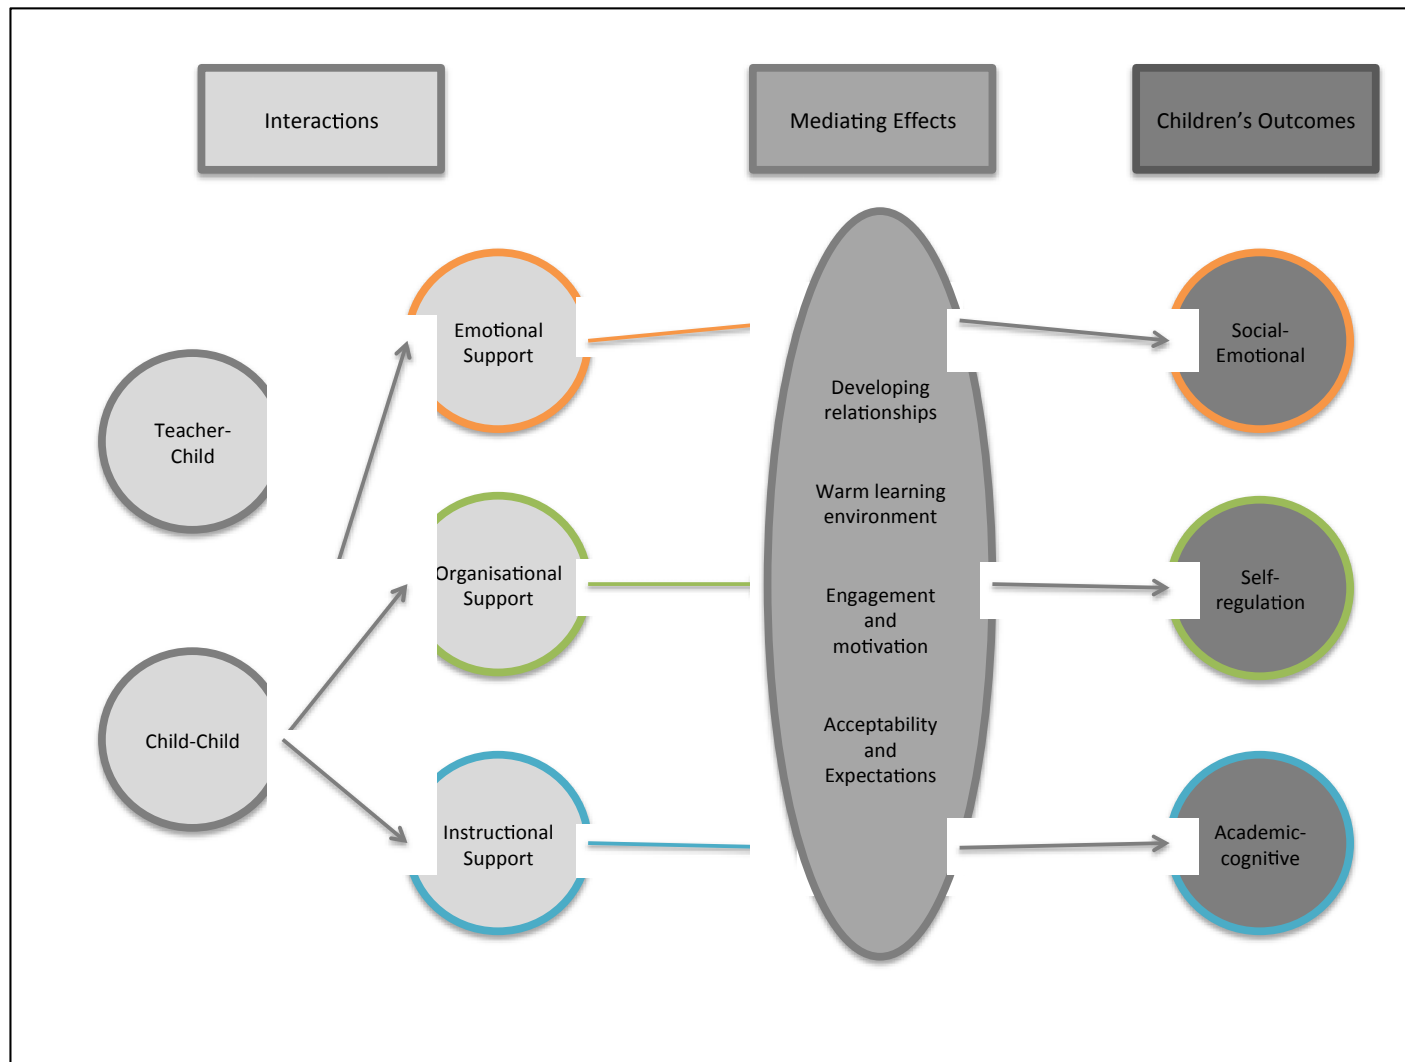 Interactions
Mediating Effects
Children's Outcomes
Teacher-
Child
Child-Child
Emotional
Support
Organisational
Support
Instructional
Support
Developing
relationships
Warm learning
environment
Engagement
and
motivation
Acceptability
and
Expectations
Social-
Emotional
Self-
regulation
Academic-
cognitive